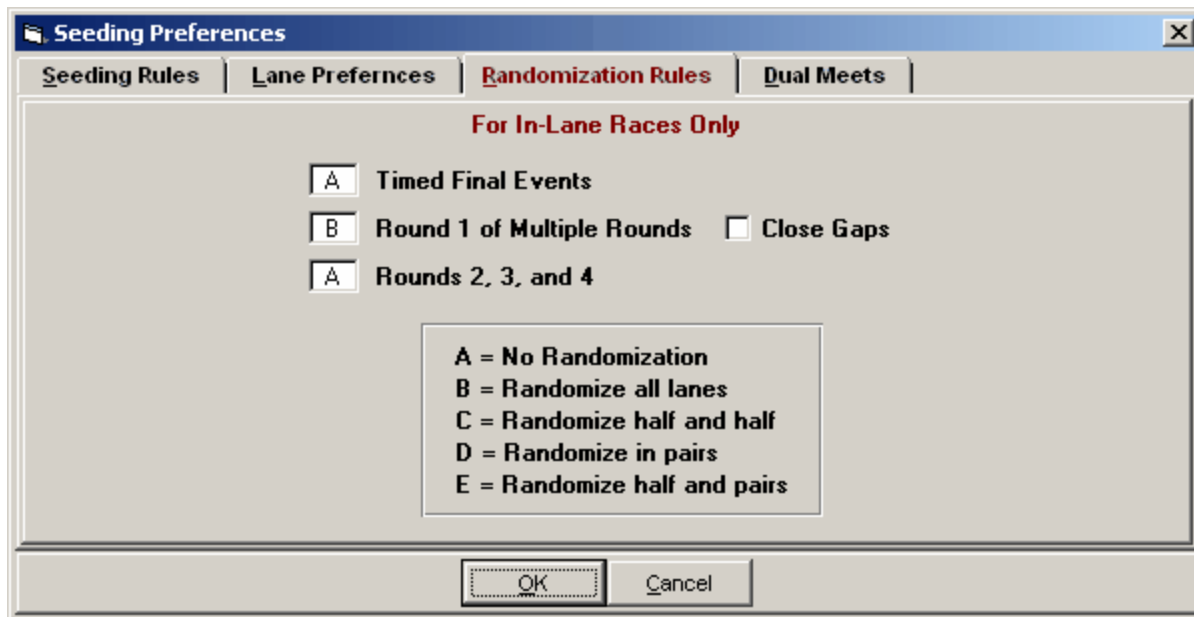 Seeding Preferences
Seeding Rules Lane Prefernces Randomization Rules Dual Meets
For In-Lane Races Only
A Timed Final Events
B Round 1 of Multiple Rounds Close Gaps
A Rounds 2, 3, and 4
A = No Randomization
B = Randomize all lanes
C = Randomize half and half
D = Randomize in pairs
E = Randomize half and pairs
OK Cancel